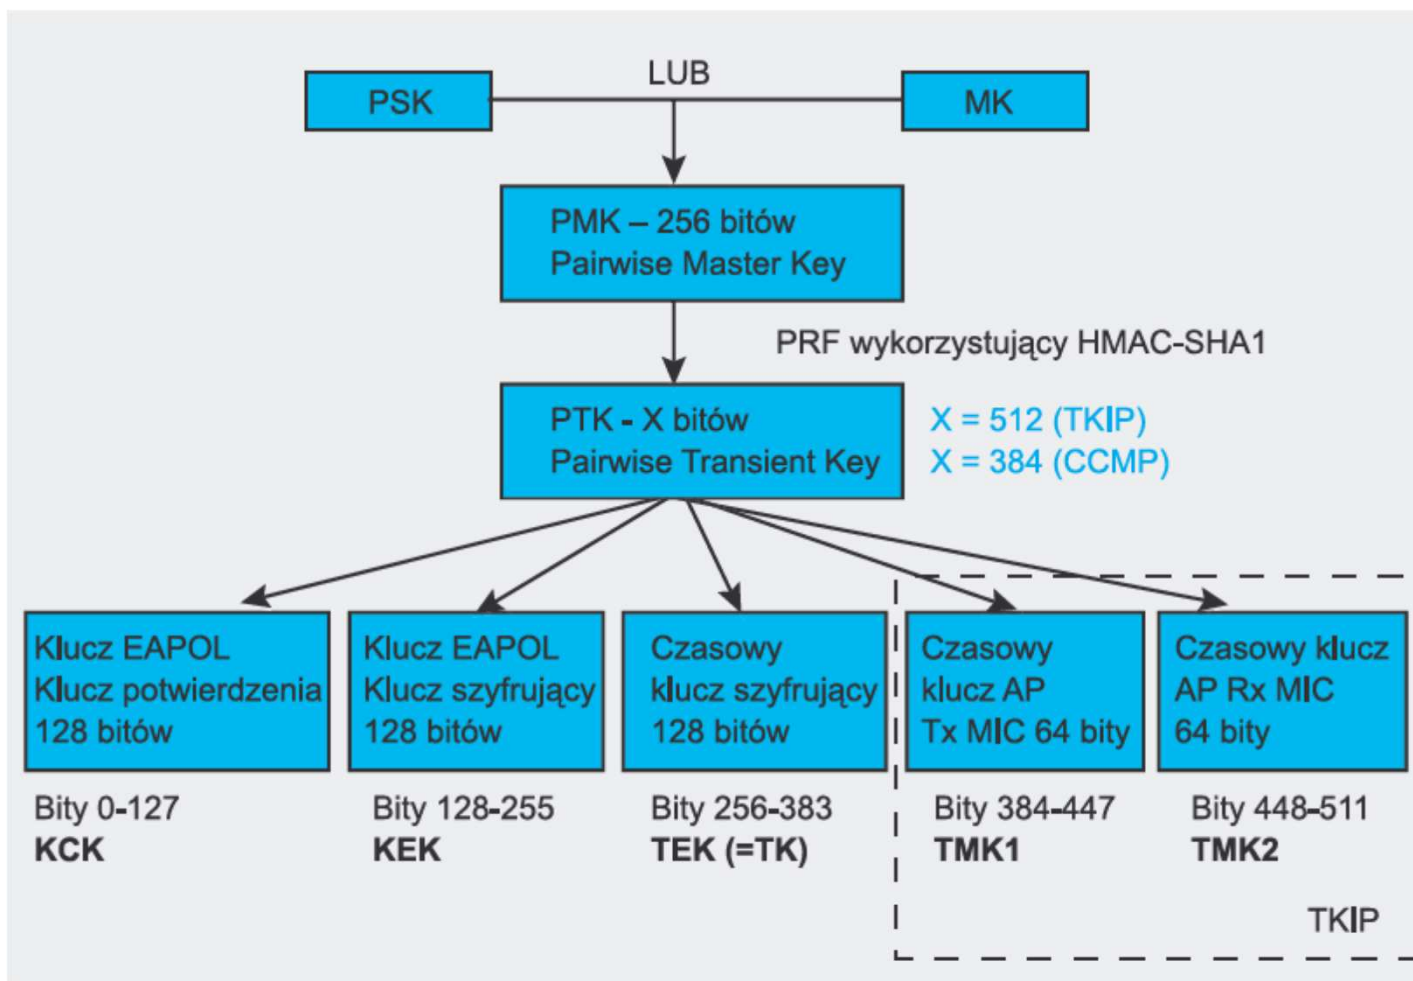 LUB
PSK
MK
PMK – 256 bitów
Pairwise Master Key
PRF wykorzystujący HMAC-SHA1
PTK - X bitów
Pairwise Transient Key
X = 512 (TKIP)
X = 384 (CCMP)
Klucz EAPOL
Klucz potwierdzenia
128 bitów
Klucz EAPOL
Klucz szyfrujący
128 bitów
Czasowy
klucz szyfrujący
128 bitów
Czasowy
klucz AP
Tx MIC 64 bity
Czasowy klucz
AP Rx MIC
64 bity
Bity 0-127
KCK
Bity 128-255
KEK
Bity 256-383
TEK (=TK)
Bity 384-447
TMK1
Bity 448-511
TMK2
TKIP